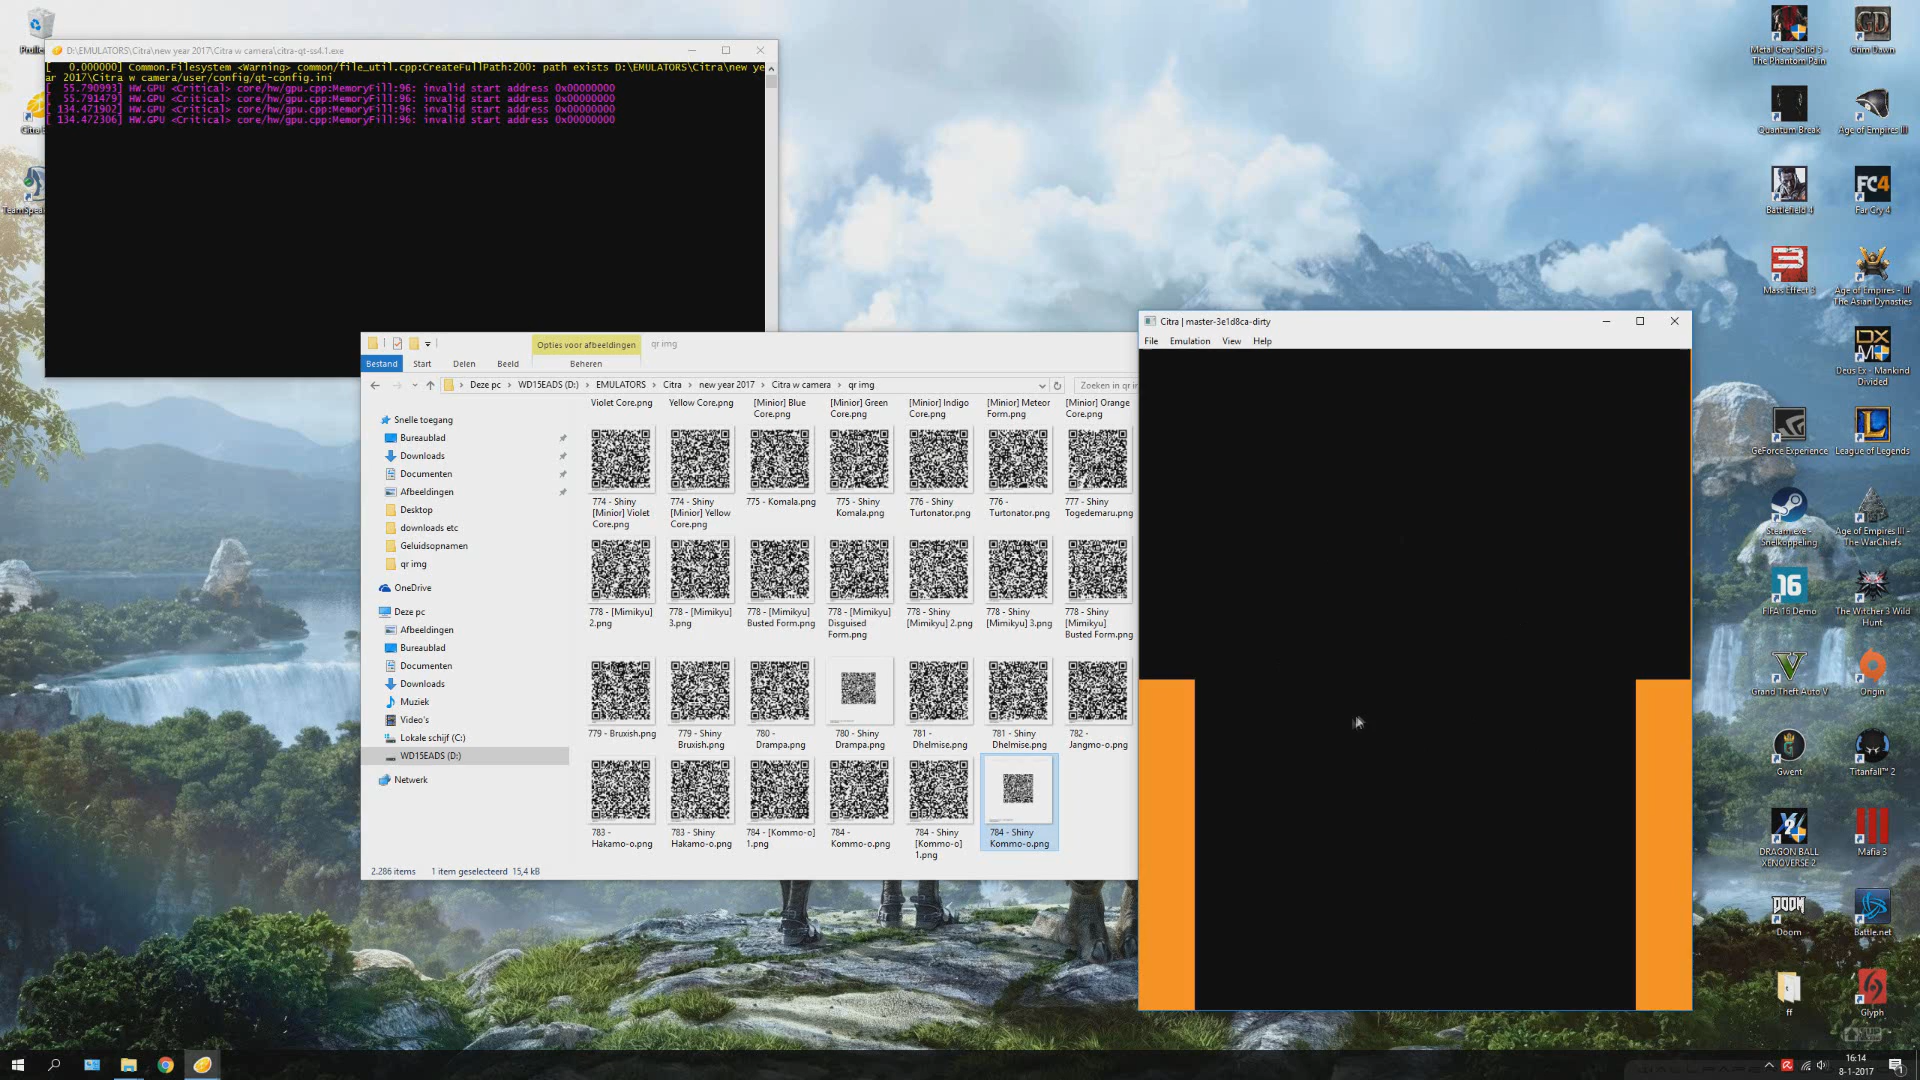 Prulle
D:\EMULATORS\Citra\new year 2017\Citra w camera\citra-qt-ss4.1.exe
[    0.000000] Common.Filesystem <Warning> common/file_util.cpp:CreateFullPath:200: path exists D:\EMULATORS\Citra\new ye
ar 2017\Citra w camera/user/config/qt-config.ini
[   55.790993] HW.GPU <Critical> core/hw/gpu.cpp:MemoryFill:96: invalid start address 0x00000000
[   55.791479] HW.GPU <Critical> core/hw/gpu.cpp:MemoryFill:96: invalid start address 0x00000000
[  134.471902] HW.GPU <Critical> core/hw/gpu.cpp:MemoryFill:96: invalid start address 0x00000000
[  134.472306] HW.GPU <Critical> core/hw/gpu.cpp:MemoryFill:96: invalid start address 0x00000000
Citra
TeamSpea
Opties voor afbeeldingen
qr img
Bestand Start Delen Beeld Beheren
Deze pc > WD15EADS (D:) > EMULATORS > Citra > new year 2017 > Citra w camera > qr img
Zoeken in qr im
Snelle toegang
Bureaublad
Downloads
Documenten
Afbeeldingen
Desktop
downloads etc
Geluidsopnamen
qr img
OneDrive
Deze pc
Afbeeldingen
Bureaublad
Documenten
Downloads
Muziek
Video's
Lokale schijf (C:)
WD15EADS (D:)
Netwerk
Violet Core.png
Yellow Core.png
[Minior] Blue
Core.png
[Minior] Green
Core.png
[Minior] Indigo
Core.png
[Minior] Meteor
Form.png
[Minior] Orange
Core.png
774 - Shiny
[Minior] Violet
Core.png
774 - Shiny
[Minior] Yellow
Core.png
775 - Komala.png
775 - Shiny
Komala.png
776 - Shiny
Turtonator.png
776 -
Turtonator.png
777 - Shiny
Togedemaru.png
778 - [Mimikyu]
2.png
778 - [Mimikyu]
3.png
778 - [Mimikyu]
Busted Form.png
778 - [Mimikyu]
Disguised
Form.png
778 - Shiny
[Mimikyu] 2.png
778 - Shiny
[Mimikyu] 3.png
778 - Shiny
[Mimikyu]
Busted Form.png
779 - Bruxish.png
779 - Shiny
Bruxish.png
780 -
Drampa.png
780 - Shiny
Drampa.png
781 -
Dhelmise.png
781 - Shiny
Dhelmise.png
782 -
Jangmo-o.png
783 -
Hakamo-o.png
783 - Shiny
Hakamo-o.png
784 - [Kommo-o]
1.png
784 -
Kommo-o.png
784 - Shiny
[Kommo-o]
1.png
784 - Shiny
Kommo-o.png
2.286 items 1 item geselecteerd 15,4 kB
Citra | master-3e1d8ca-dirty
File Emulation View Help
Metal Gear Solid 5 -
The Phantom Pain
GD
Grim Dawn
Quantum Break
Age of Empires III
Battlefield 4
FC4
Far Cry 4
3
Mass Effect 3
Age of Empires - III
The Asian Dynasties
DX
M
Deus Ex - Mankind
Divided
GeForce Experience
L
League of Legends
Steam.exe -
Snelkoppeling
Age of Empires III -
The WarChiefs
16
FIFA 16 Demo
The Witcher 3 Wild
Hunt
V
Grand Theft Auto V
Origin
Gwent
Titanfall™ 2
2
DRAGON BALL
XENOVERSE 2
Mafia 3
DOOM
Doom
Battle.net
ff
Glyph
16:14
8-1-2017
1